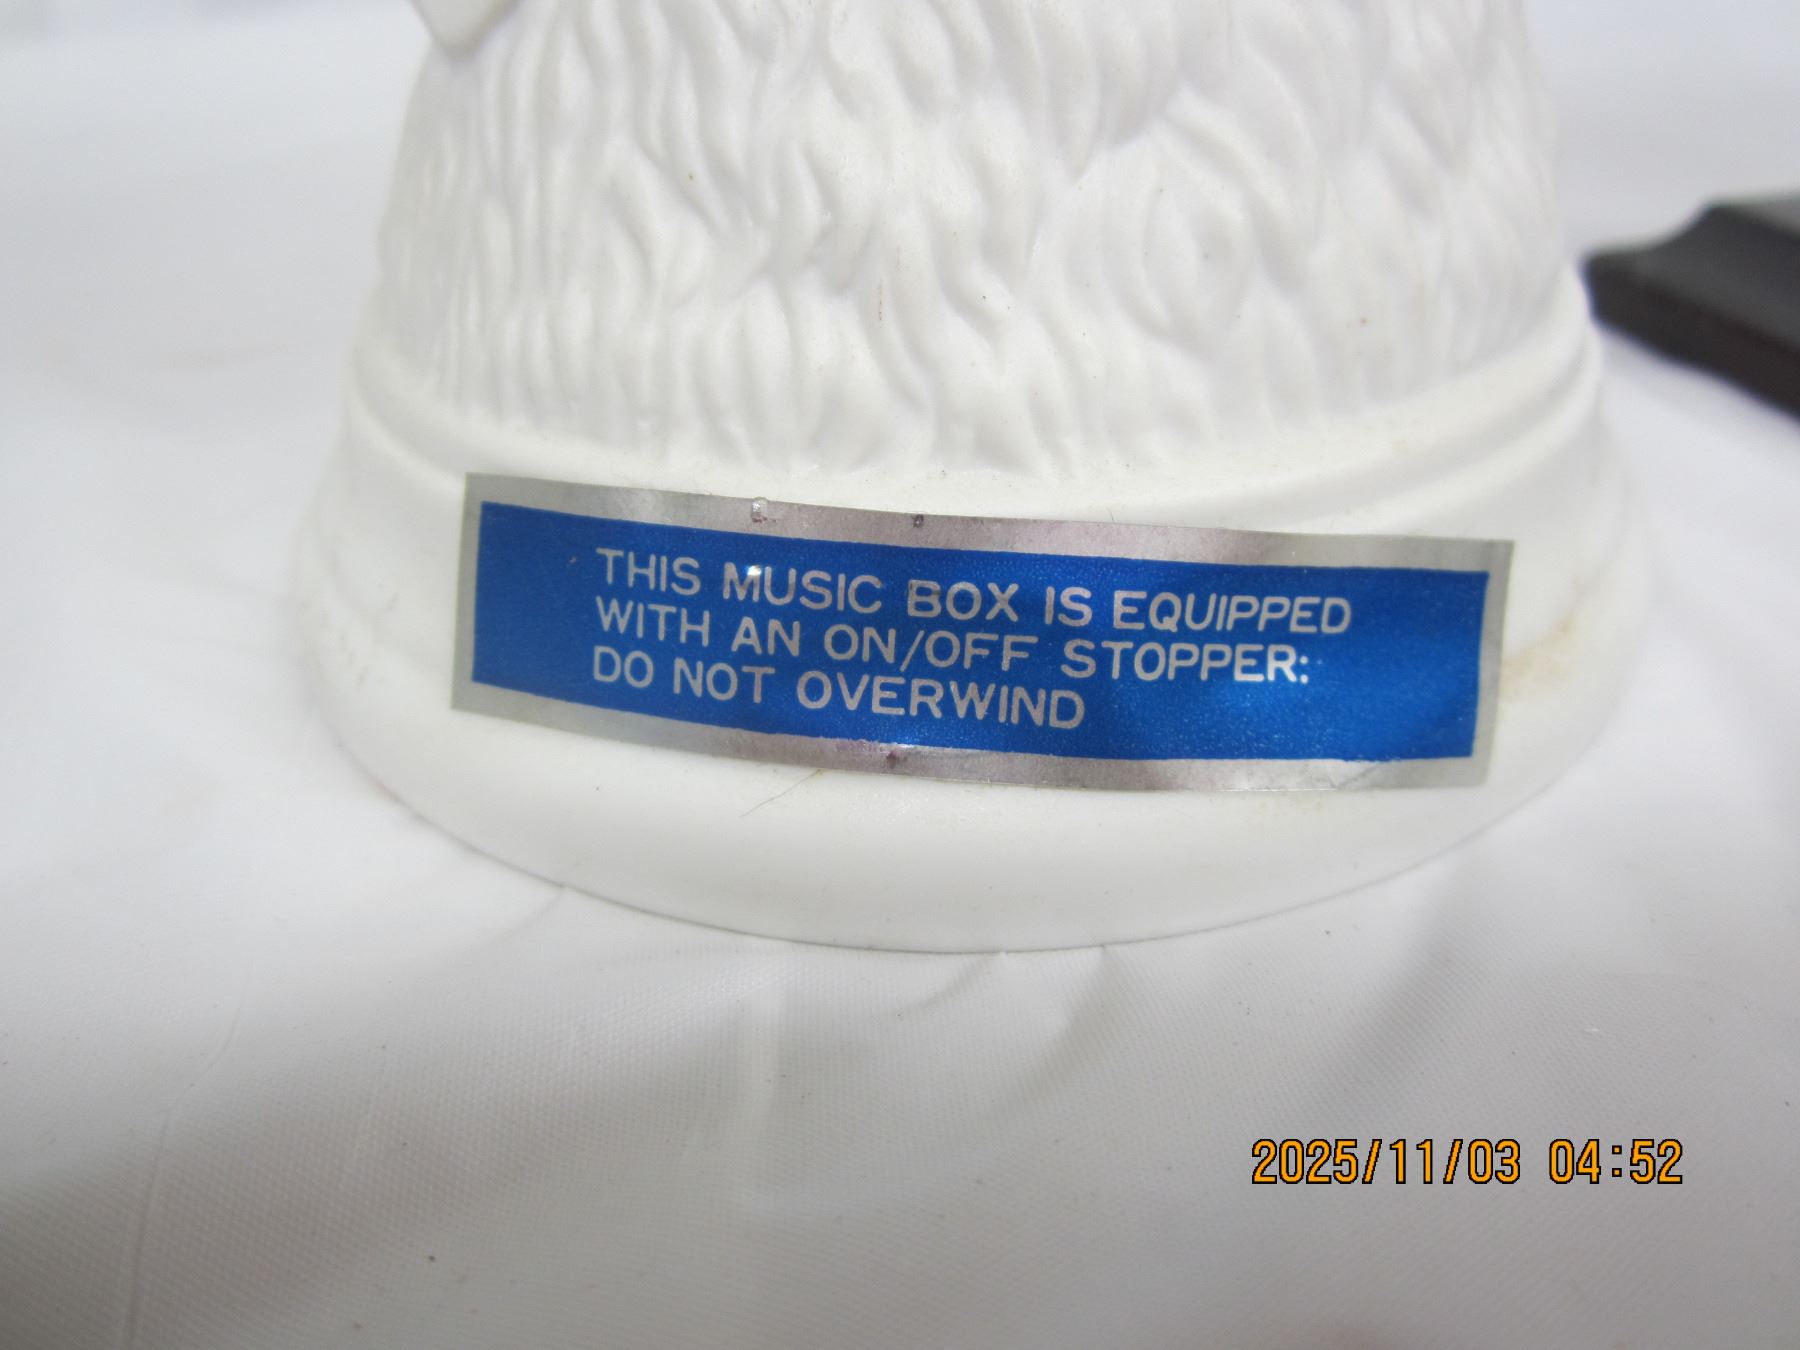 THIS MUSIC BOX IS EQUIPPED
WITH AN ON/OFF STOPPER:
DO NOT OVERWIND
2025/11/03 04:52